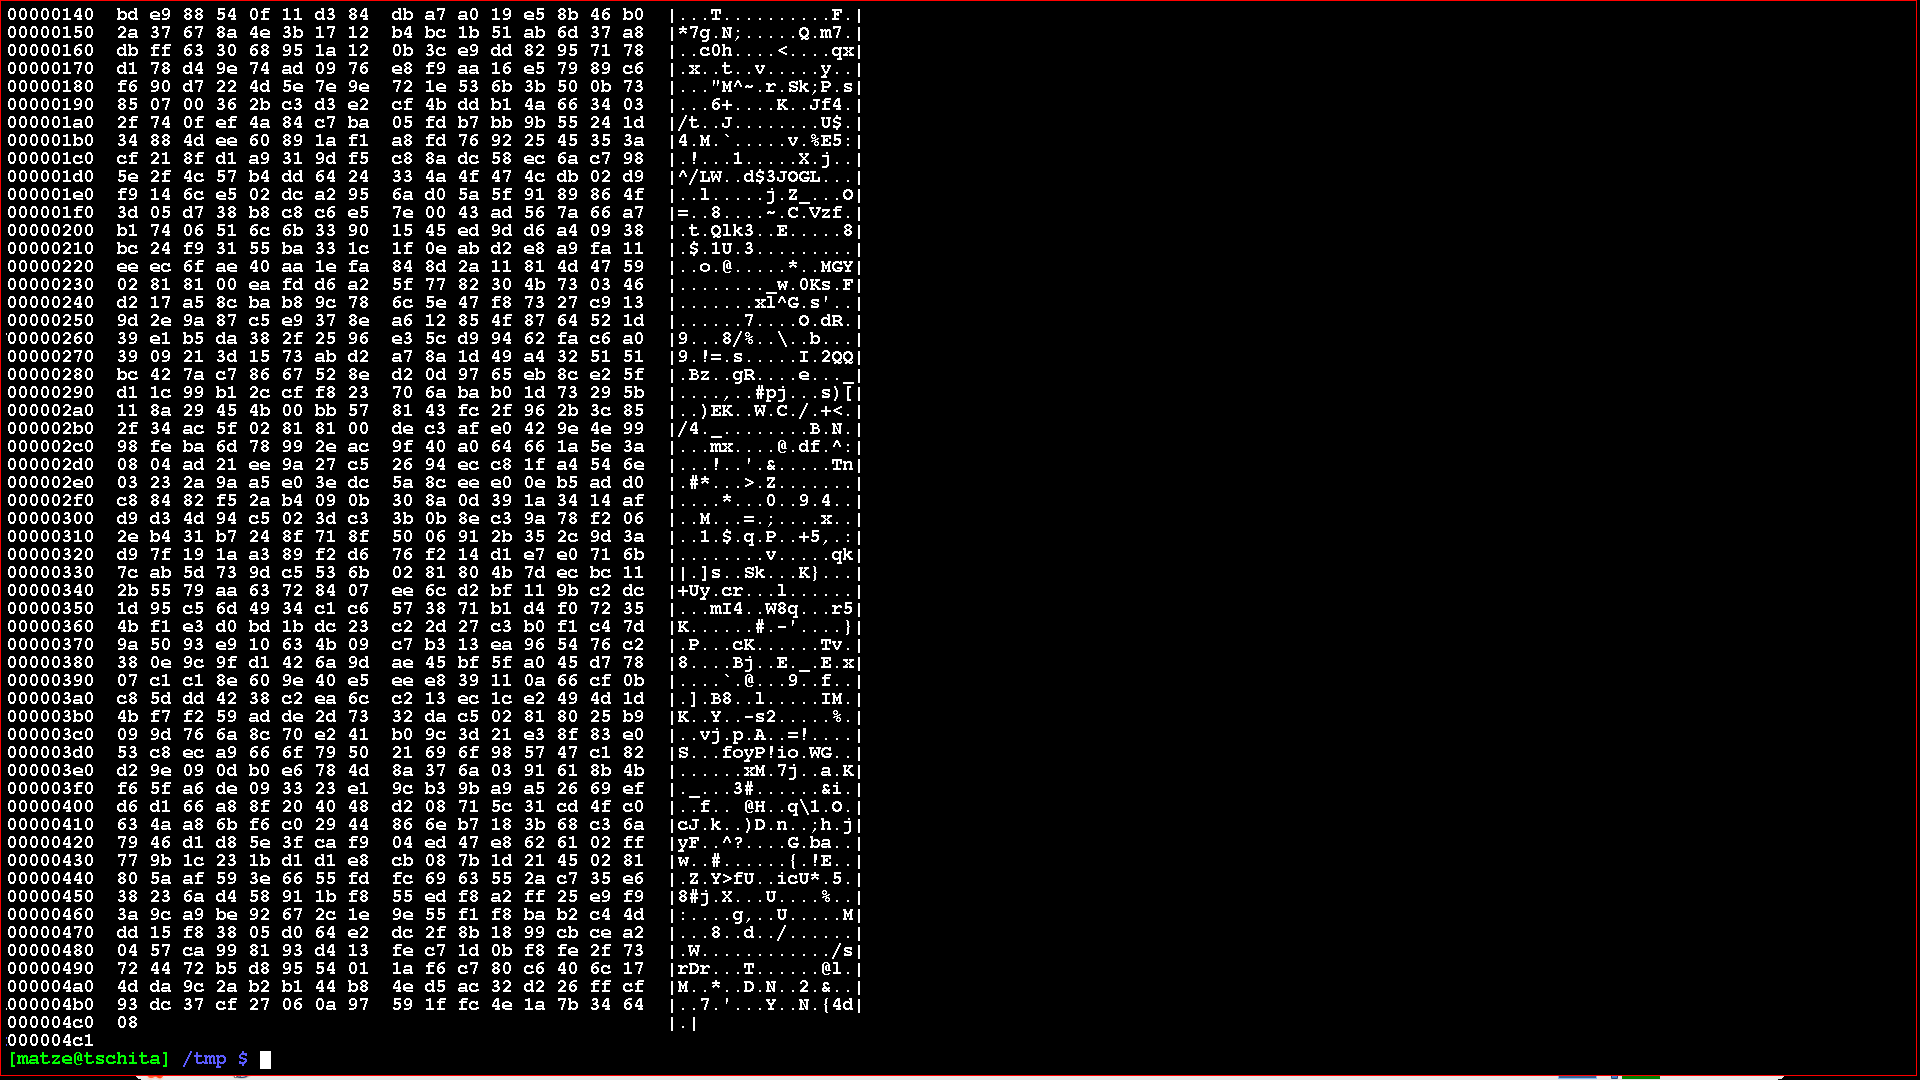 00000140  bd e9 88 54 0f 11 d3 84  db a7 a0 19 e5 8b 46 b0  |...T..........F.|
00000150  2a 37 67 8a 4e 3b 17 12  b4 bc 1b 51 ab 6d 37 a8  |*7g.N;.....Q.m7.|
00000160  db ff 63 30 68 95 1a 12  0b 3c e9 dd 82 95 71 78  |..c0h....<....qx|
00000170  d1 78 d4 9e 74 ad 09 76  e8 f9 aa 16 e5 79 89 c6  |.x..t..v.....y..|
00000180  f6 90 d7 22 4d 5e 7e 9e  72 1e 53 6b 3b 50 0b 73  |..."M^~.r.Sk;P.s|
00000190  85 07 00 36 2b c3 d3 e2  cf 4b dd b1 4a 66 34 03  |...6+....K..Jf4.|
000001a0  2f 74 0f ef 4a 84 c7 ba  05 fd b7 bb 9b 55 24 1d  |/t..J........U$.|
000001b0  34 88 4d ee 60 89 1a f1  a8 fd 76 92 25 45 35 3a  |4.M.`.....v.%E5:|
000001c0  cf 21 8f d1 a9 31 9d f5  c8 8a dc 58 ec 6a c7 98  |.!...1.....X.j..|
000001d0  5e 2f 4c 57 b4 dd 64 24  33 4a 4f 47 4c db 02 d9  |^/LW..d$3JOGL...|
000001e0  f9 14 6c e5 02 dc a2 95  6a d0 5a 5f 91 89 86 4f  |..l.....j.Z_...O|
000001f0  3d 05 d7 38 b8 c8 c6 e5  7e 00 43 ad 56 7a 66 a7  |=..8....~.C.Vzf.|
00000200  b1 74 06 51 6c 6b 33 90  15 45 ed 9d d6 a4 09 38  |.t.Qlk3..E.....8|
00000210  bc 24 f9 31 55 ba 33 1c  1f 0e ab d2 e8 a9 fa 11  |.$.1U.3.........|
00000220  ee ec 6f ae 40 aa 1e fa  84 8d 2a 11 81 4d 47 59  |..o.@.....*..MGY|
00000230  02 81 81 00 ea fd d6 a2  5f 77 82 30 4b 73 03 46  |........_w.0Ks.F|
00000240  d2 17 a5 8c ba b8 9c 78  6c 5e 47 f8 73 27 c9 13  |.......xl^G.s'..|
00000250  9d 2e 9a 87 c5 e9 37 8e  a6 12 85 4f 87 64 52 1d  |......7....O.dR.|
00000260  39 e1 b5 da 38 2f 25 96  e3 5c d9 94 62 fa c6 a0  |9...8/%..\..b...|
00000270  39 09 21 3d 15 73 ab d2  a7 8a 1d 49 a4 32 51 51  |9.!=.s.....I.2QQ|
00000280  bc 42 7a c7 86 67 52 8e  d2 0d 97 65 eb 8c e2 5f  |.Bz..gR....e..._|
00000290  d1 1c 99 b1 2c cf f8 23  70 6a ba b0 1d 73 29 5b  |....,..#pj...s)[|
000002a0  11 8a 29 45 4b 00 bb 57  81 43 fc 2f 96 2b 3c 85  |..)EK..W.C./.+<.|
000002b0  2f 34 ac 5f 02 81 81 00  de c3 af e0 42 9e 4e 99  |/4._........B.N.|
000002c0  98 fe ba 6d 78 99 2e ac  9f 40 a0 64 66 1a 5e 3a  |...mx....@.df.^:|
000002d0  08 04 ad 21 ee 9a 27 c5  26 94 ec c8 1f a4 54 6e  |...!..'.&.....Tn|
000002e0  03 23 2a 9a a5 e0 3e dc  5a 8c ee e0 0e b5 ad d0  |.#*...>.Z.......|
000002f0  c8 84 82 f5 2a b4 09 0b  30 8a 0d 39 1a 34 14 af  |....*...0..9.4..|
00000300  d9 d3 4d 94 c5 02 3d c3  3b 0b 8e c3 9a 78 f2 06  |..M...=.;....x..|
00000310  2e b4 31 b7 24 8f 71 8f  50 06 91 2b 35 2c 9d 3a  |..1.$.q.P..+5,.:|
00000320  d9 7f 19 1a a3 89 f2 d6  76 f2 14 d1 e7 e0 71 6b  |........v.....qk|
00000330  7c ab 5d 73 9d c5 53 6b  02 81 80 4b 7d ec bc 11  ||.]s..Sk...K}...|
00000340  2b 55 79 aa 63 72 84 07  ee 6c d2 bf 11 9b c2 dc  |+Uy.cr...l......|
00000350  1d 95 c5 6d 49 34 c1 c6  57 38 71 b1 d4 f0 72 35  |...mI4..W8q...r5|
00000360  4b f1 e3 d0 bd 1b dc 23  c2 2d 27 c3 b0 f1 c4 7d  |K......#.-'....}|
00000370  9a 50 93 e9 10 63 4b 09  c7 b3 13 ea 96 54 76 c2  |.P...cK......Tv.|
00000380  38 0e 9c 9f d1 42 6a 9d  ae 45 bf 5f a0 45 d7 78  |8....Bj..E._.E.x|
00000390  07 c1 c1 8e 60 9e 40 e5  ee e8 39 11 0a 66 cf 0b  |....`.@...9..f..|
000003a0  c8 5d dd 42 38 c2 ea 6c  c2 13 ec 1c e2 49 4d 1d  |.].B8..l.....IM.|
000003b0  4b f7 f2 59 ad de 2d 73  32 da c5 02 81 80 25 b9  |K..Y..-s2.....%.|
000003c0  09 9d 76 6a 8c 70 e2 41  b0 9c 3d 21 e3 8f 83 e0  |..vj.p.A..=!....|
000003d0  53 c8 ec a9 66 6f 79 50  21 69 6f 98 57 47 c1 82  |S...foyP!io.WG..|
000003e0  d2 9e 09 0d b0 e6 78 4d  8a 37 6a 03 91 61 8b 4b  |......xM.7j..a.K|
000003f0  f6 5f a6 de 09 33 23 e1  9c b3 9b a9 a5 26 69 ef  |._...3#......&i.|
00000400  d6 d1 66 a8 8f 20 40 48  d2 08 71 5c 31 cd 4f c0  |..f.. @H..q\1.O.|
00000410  63 4a a8 6b f6 c0 29 44  86 6e b7 18 3b 68 c3 6a  |cJ.k..)D.n..;h.j|
00000420  79 46 d1 d8 5e 3f ca f9  04 ed 47 e8 62 61 02 ff  |yF..^?....G.ba..|
00000430  77 9b 1c 23 1b d1 d1 e8  cb 08 7b 1d 21 45 02 81  |w..#......{.!E..|
00000440  80 5a af 59 3e 66 55 fd  fc 69 63 55 2a c7 35 e6  |.Z.Y>fU..icU*.5.|
00000450  38 23 6a d4 58 91 1b f8  55 ed f8 a2 ff 25 e9 f9  |8#j.X...U....%..|
00000460  3a 9c a9 be 92 67 2c 1e  9e 55 f1 f8 ba b2 c4 4d  |:....g,..U.....M|
00000470  dd 15 f8 38 05 d0 64 e2  dc 2f 8b 18 99 cb ce a2  |...8..d../......|
00000480  04 57 ca 99 81 93 d4 13  fe c7 1d 0b f8 fe 2f 73  |.W............/s|
00000490  72 44 72 b5 d8 95 54 01  1a f6 c7 80 c6 40 6c 17  |rDr...T......@l.|
000004a0  4d da 9c 2a b2 b1 44 b8  4e d5 ac 32 d2 26 ff cf  |M..*..D.N..2.&..|
000004b0  93 dc 37 cf 27 06 0a 97  59 1f fc 4e 1a 7b 34 64  |..7.'...Y..N.{4d|
000004c0  08  |.|
000004c1
[matze@tschita] /tmp $